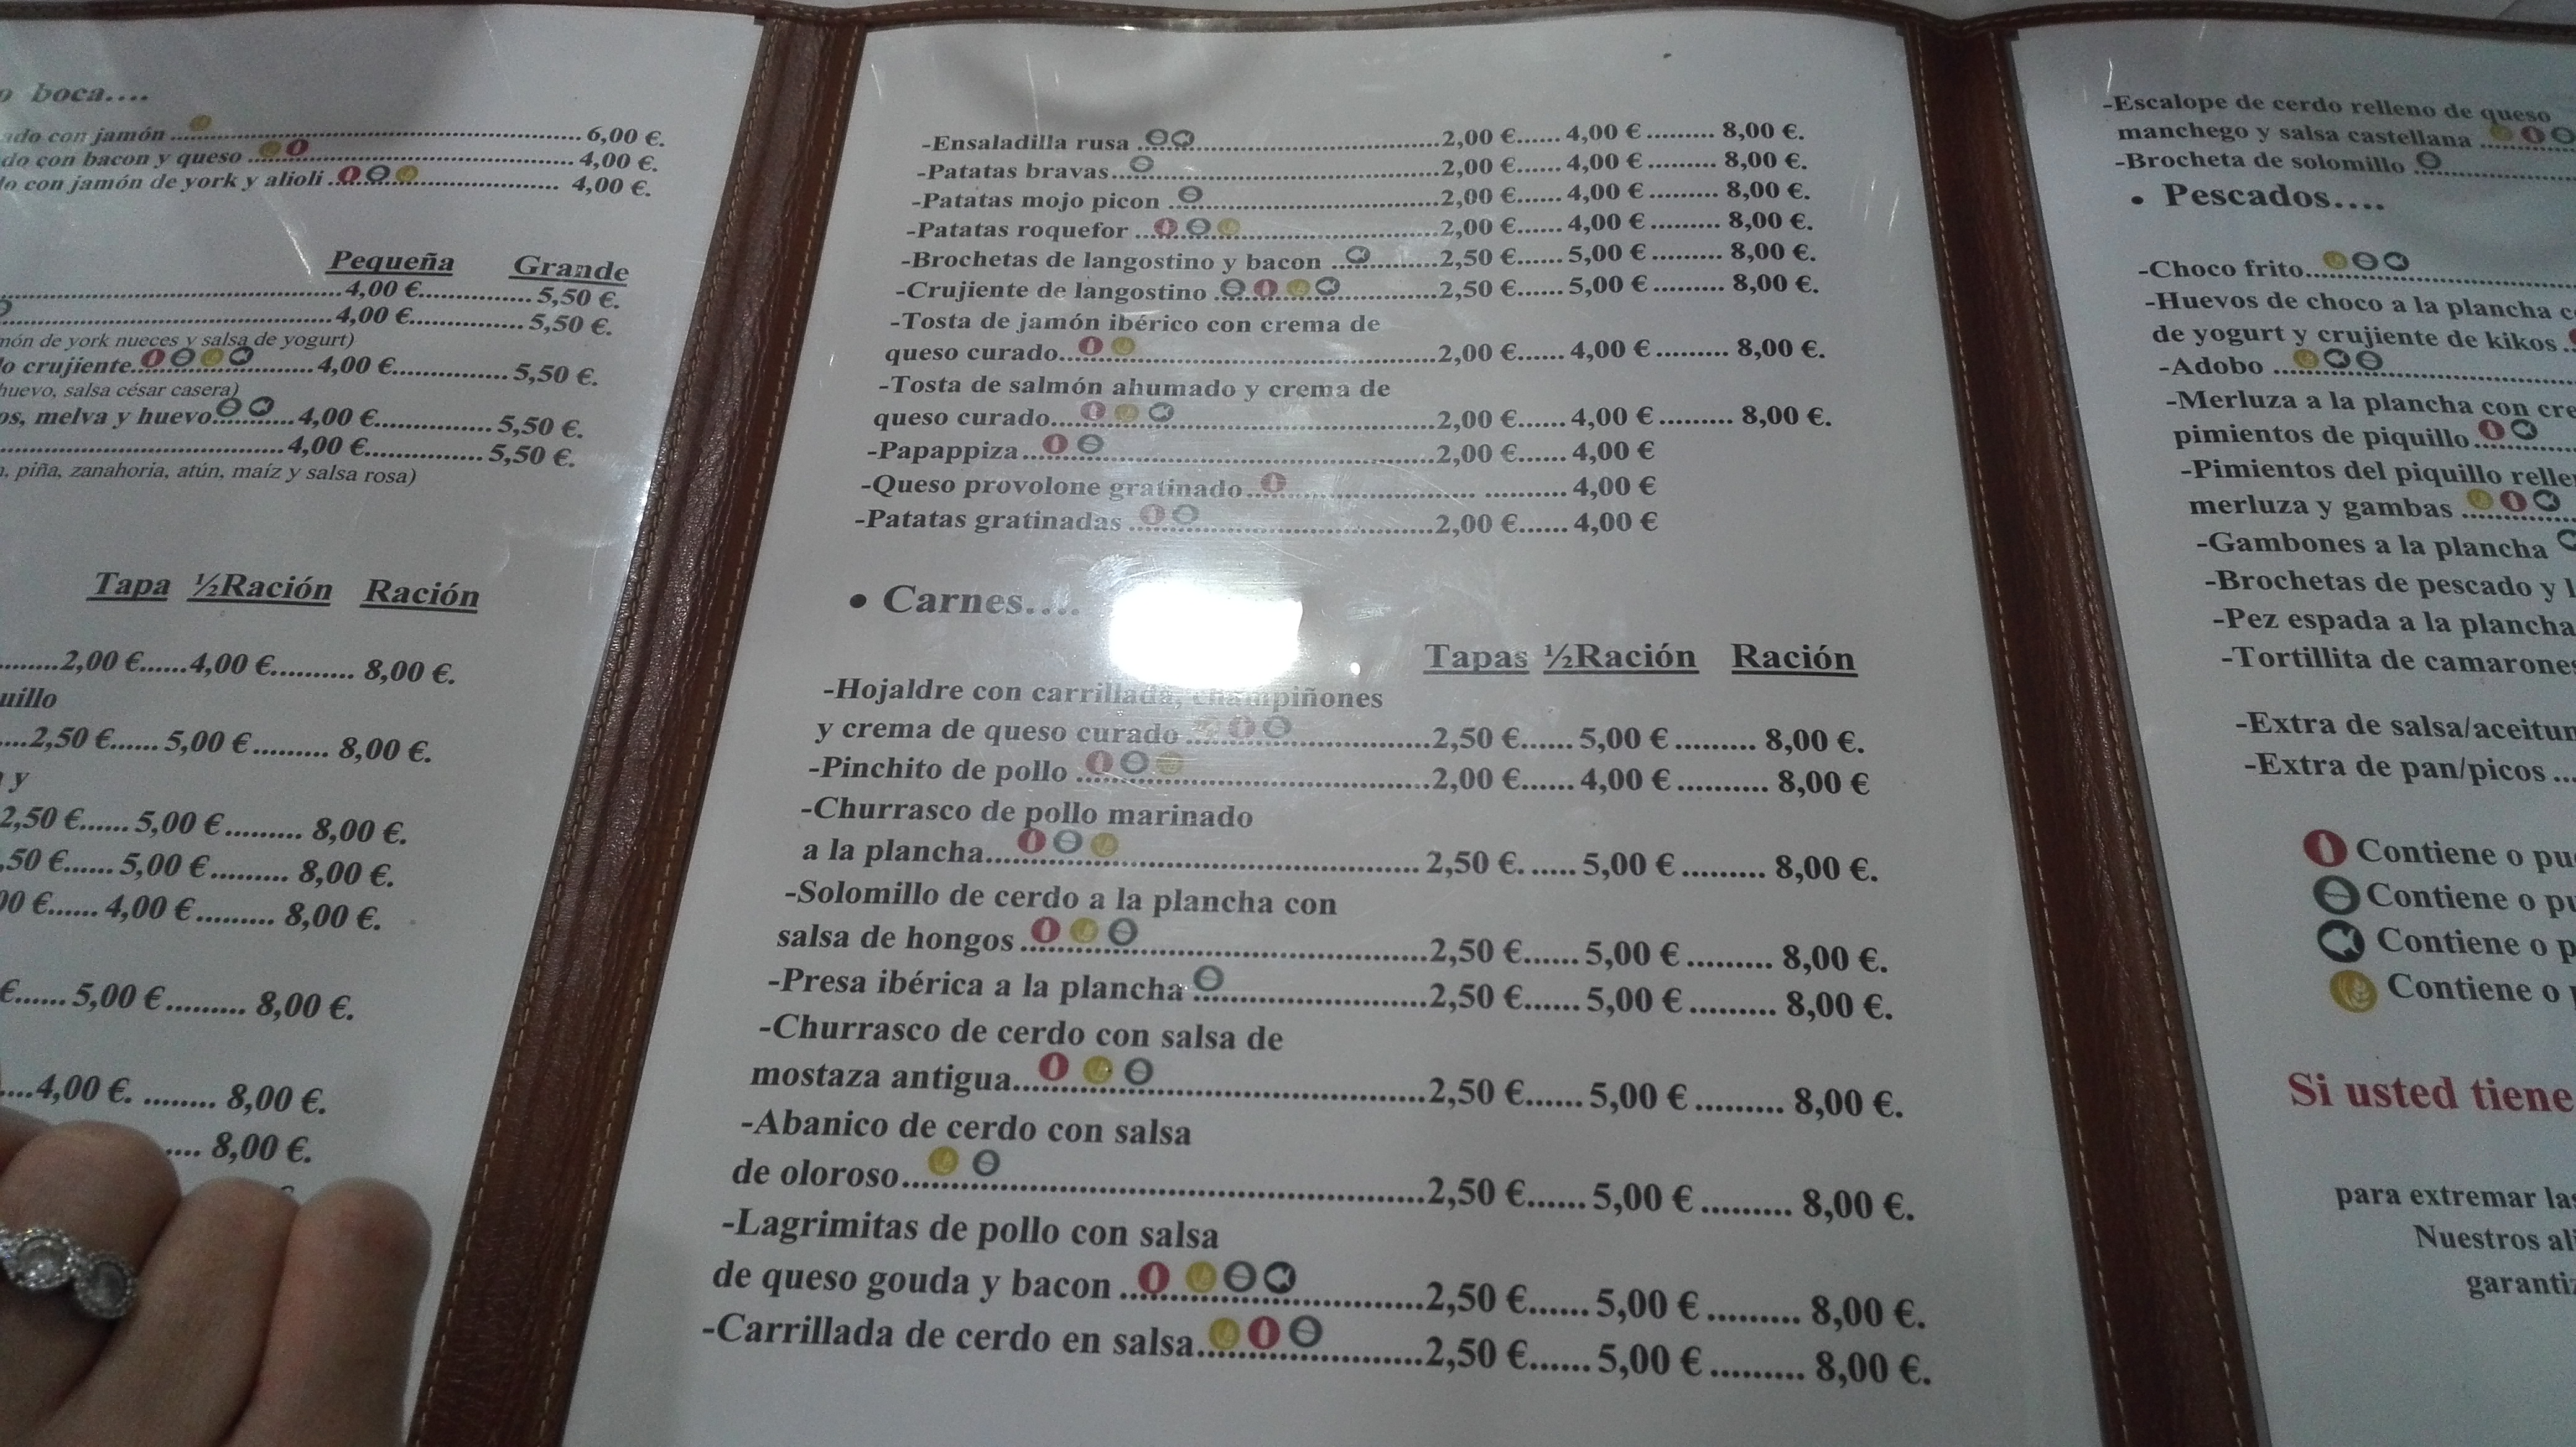 boca....
con jamón ........ 6,00 €.
con bacon y queso ........ 4,00 €.
con jamón de york y alioli ........ 4,00 €.
Pequeña Grande
4,00 €........ 5,50 €.
4,00 €........ 5,50 €.
de york nueces y salsa de yogurt)
crujiente........4,00 €........ 5,50 €.
huevo, salsa césar casera)
melva y huevo........4,00 €........ 5,50 €.
4,00 €........ 5,50 €.
piña, zanahoria, atún, maíz y salsa rosa)
Tapa ½Ración Ración
........2,00 €......4,00 €.......... 8,00 €.
....2,50 €...... 5,00 €......... 8,00 €.
y
2,50 €...... 5,00 €......... 8,00 €.
,50 €...... 5,00 €......... 8,00 €.
00 €...... 4,00 €......... 8,00 €.
€...... 5,00 €......... 8,00 €.
....4,00 €. ........ 8,00 €.
.... 8,00 €.
-Ensaladilla rusa ........2,00 €...... 4,00 €......... 8,00 €.
-Patatas bravas........2,00 €...... 4,00 €......... 8,00 €.
-Patatas mojo picon ........2,00 €...... 4,00 €......... 8,00 €.
-Patatas roquefor ........2,00 €...... 4,00 €......... 8,00 €.
-Brochetas de langostino y bacon ........2,50 €...... 5,00 €......... 8,00 €.
-Crujiente de langostino ........2,50 €...... 5,00 €......... 8,00 €.
-Tosta de jamón ibérico con crema de
queso curado........2,00 €...... 4,00 €......... 8,00 €.
-Tosta de salmón ahumado y crema de
queso curado........2,00 €...... 4,00 €......... 8,00 €.
-Papappiza........2,00 €...... 4,00 €
-Queso provolone gratinado........ .......... 4,00 €
-Patatas gratinadas ........2,00 €...... 4,00 €
• Carnes....
Tapas ½Ración Ración
-Hojaldre con carrillada, champiñones
y crema de queso curado ........2,50 €...... 5,00 €......... 8,00 €.
-Pinchito de pollo ........2,00 €...... 4,00 €.......... 8,00 €
-Churrasco de pollo marinado
a la plancha........ 2,50 €. ..... 5,00 €......... 8,00 €.
-Solomillo de cerdo a la plancha con
salsa de hongos ........2,50 €...... 5,00 €......... 8,00 €.
-Presa ibérica a la plancha ........2,50 €...... 5,00 €......... 8,00 €.
-Churrasco de cerdo con salsa de
mostaza antigua........2,50 €...... 5,00 €......... 8,00 €.
-Abanico de cerdo con salsa
de oloroso........2,50 €...... 5,00 €......... 8,00 €.
-Lagrimitas de pollo con salsa
de queso gouda y bacon ........2,50 €...... 5,00 €......... 8,00 €.
-Carrillada de cerdo en salsa........2,50 €...... 5,00 €......... 8,00 €.
-Escalope de cerdo relleno de queso
manchego y salsa castellana ........
-Brocheta de solomillo ........
• Pescados....
-Choco frito........
-Huevos de choco a la plancha
de yogurt y crujiente de kikos ..
-Adobo ........
-Merluza a la plancha con
pimientos de piquillo........
-Pimientos del piquillo
merluza y gambas ........
-Gambones a la plancha
-Brochetas de pescado y
-Pez espada a la plancha
-Tortillita de
-Extra de
-Extra de pan/picos ...
Contiene o
Contiene o
Contiene o
Contiene o
Si usted tiene
para extremar
Nuestros